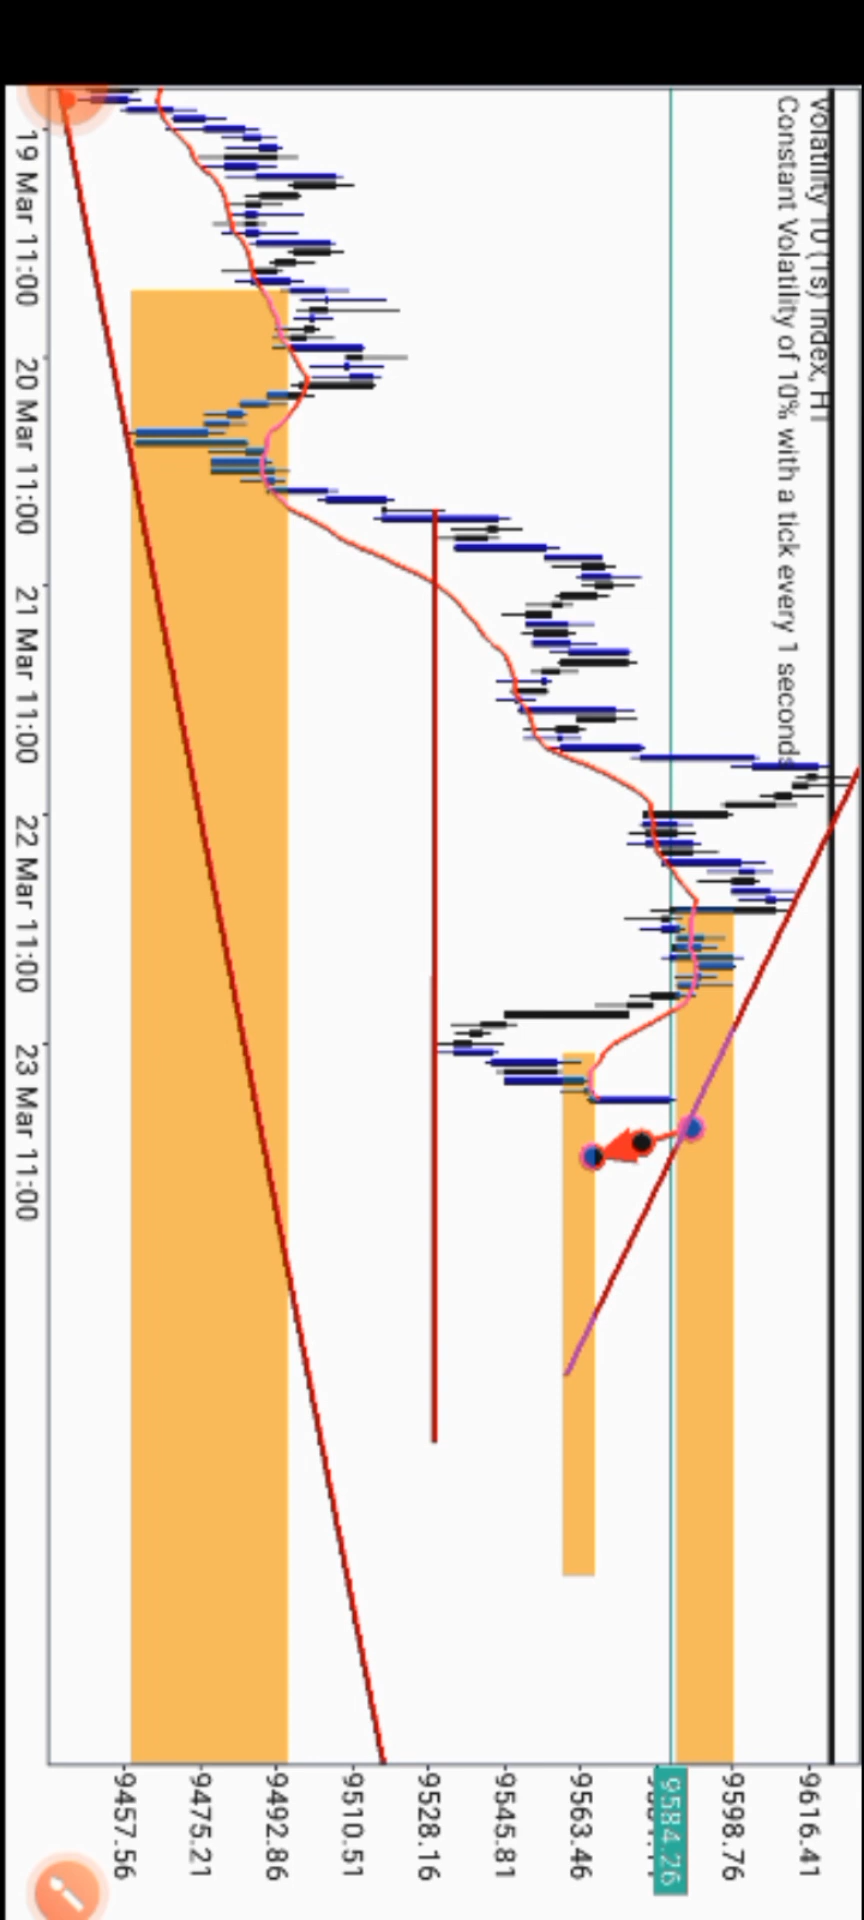 Volatility 10 (1s) Index, H1
Constant Volatility of 10% with a tick every 1 seconds
9616.41
9598.76
9584.26
9563.46
9545.81
9528.16
9510.51
9492.86
9475.21
9457.56
19 Mar 11:00
20 Mar 11:00
21 Mar 11:00
22 Mar 11:00
23 Mar 11:00